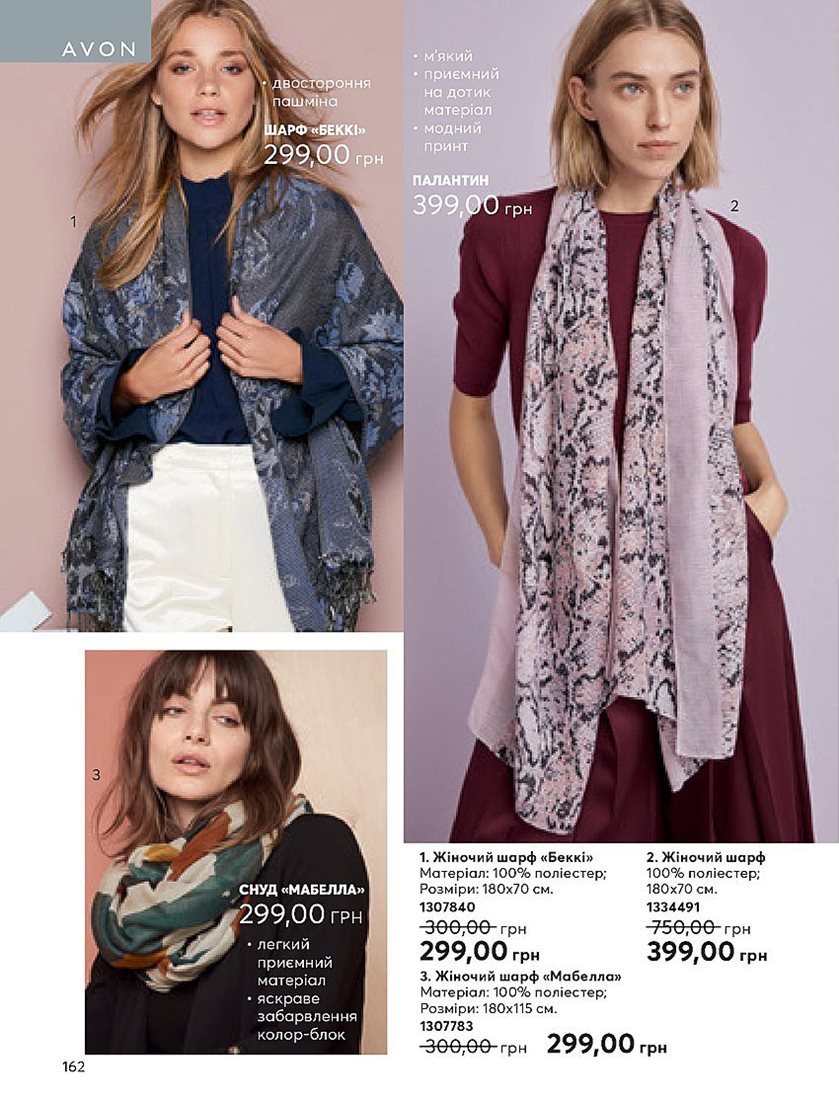 AVON
• двостороння
пашміна
ШАРФ «БЕККІ»
299,00 грн
1
• м'який
• приємний
на дотик
матеріал
• модний
принт
ПАЛАНТИН
399,00 грн
2
3
СНУД «МАБЕЛЛА»
299,00 ГРН
• легкий
приємний
матеріал
• яскраве
забарвлення
колор-блок
1. Жіночий шарф «Беккі»
Матеріал: 100% поліестер;
Розміри: 180х70 см.
1307840
300,00 грн
299,00 грн
2. Жіночий шарф
100% поліестер;
180х70 см.
1334491
750,00 грн
399,00 грн
3. Жіночий шарф «Мабелла»
Матеріал: 100% поліестер;
Розміри: 180х115 см.
1307783
300,00 грн 299,00 грн
162